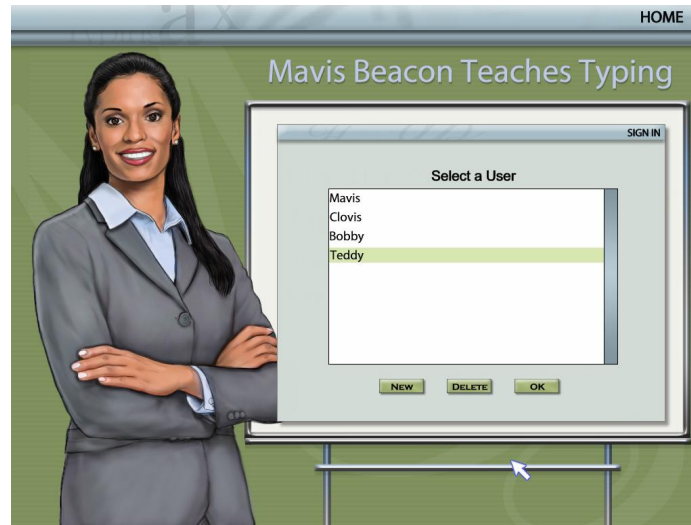 HOME
Mavis Beacon Teaches Typing
SIGN IN
Select a User
Mavis
Clovis
Bobby
Teddy
NEW DELETE OK